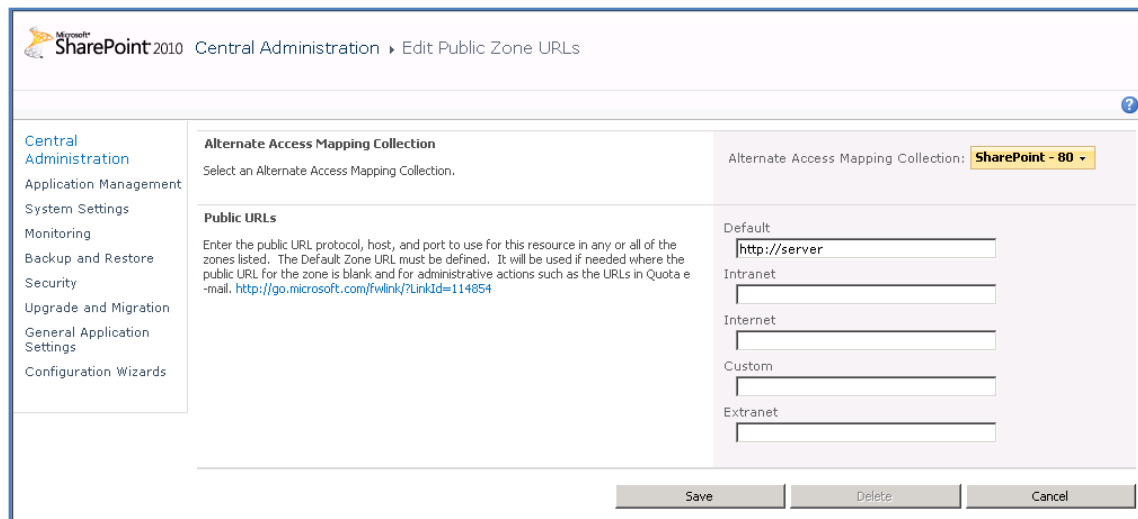 Microsoft®
SharePoint® 2010 Central Administration ▸ Edit Public Zone URLs
?
Central
Administration
Application Management
System Settings
Monitoring
Backup and Restore
Security
Upgrade and Migration
General Application
Settings
Configuration Wizards
Alternate Access Mapping Collection
Select an Alternate Access Mapping Collection.
Alternate Access Mapping Collection: SharePoint - 80
Public URLs
Enter the public URL protocol, host, and port to use for this resource in any or all of the
zones listed. The Default Zone URL must be defined. It will be used if needed where the
public URL for the zone is blank and for administrative actions such as the URLs in Quota e
-mail. http://go.microsoft.com/fwlink/?LinkId=114854
Default
http://server
Intranet
Internet
Custom
Extranet
Save Delete Cancel